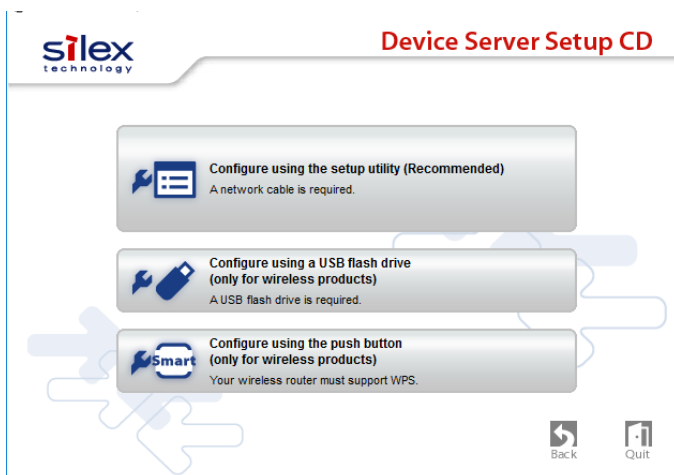 silex
technology
Device Server Setup CD
Configure using the setup utility (Recommended)
A network cable is required.
Configure using a USB flash drive
(only for wireless products)
A USB flash drive is required.
Smart
Configure using the push button
(only for wireless products)
Your wireless router must support WPS.
Back
Quit